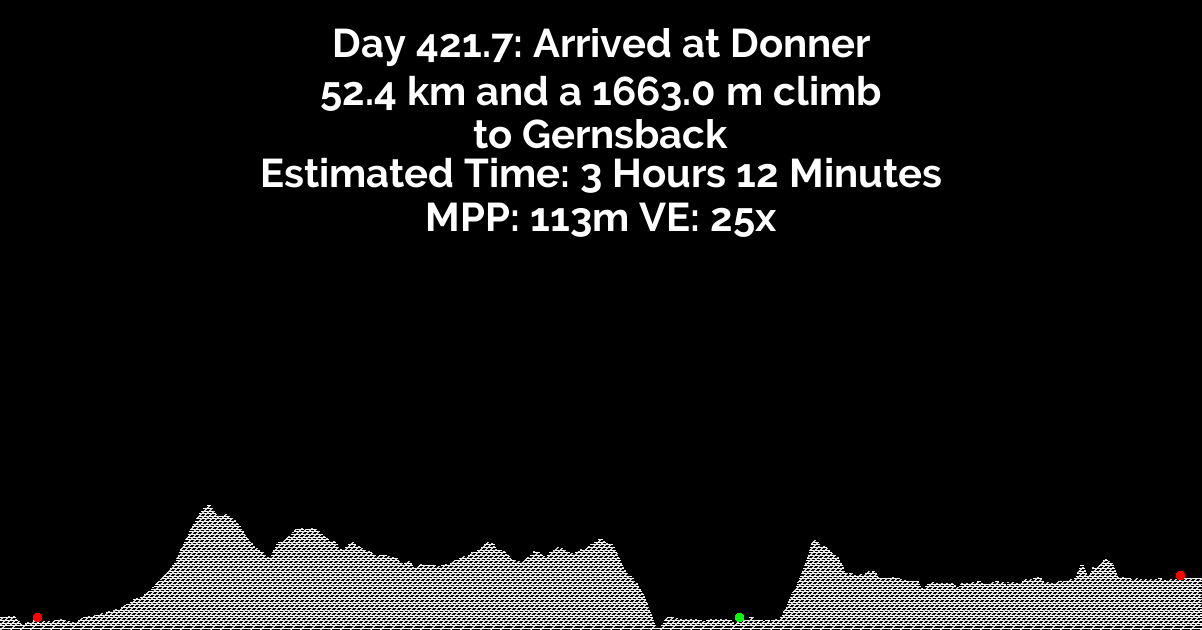 Day 421.7: Arrived at Donner
52.4 km and a 1663.0 m climb
to Gernsback
Estimated Time: 3 Hours 12 Minutes
MPP: 113m VE: 25x